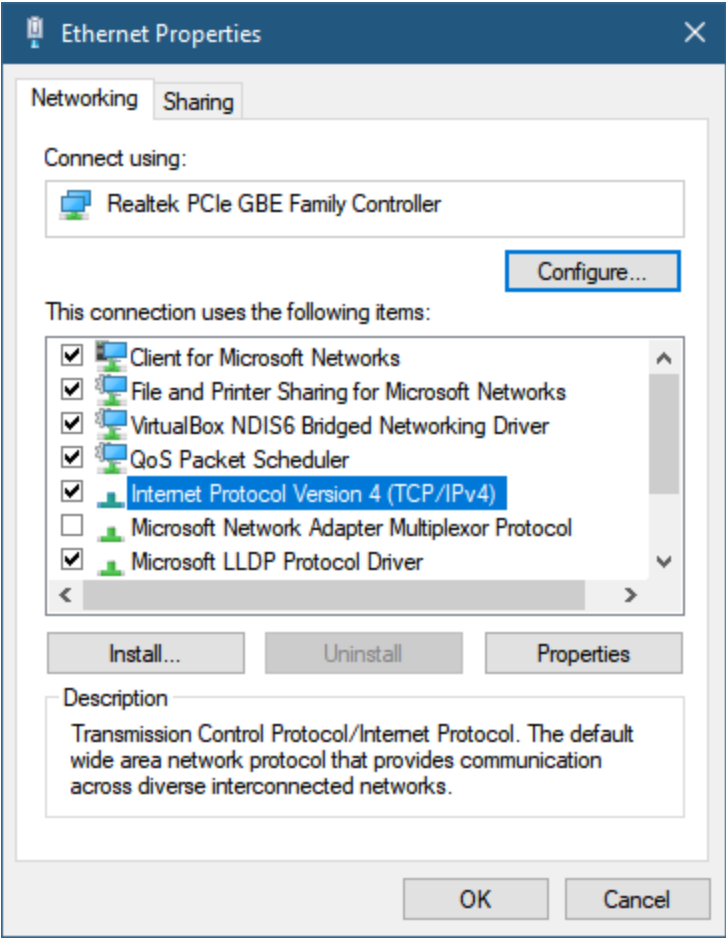 Ethernet Properties
Networking
Sharing
Connect using:
Realtek PCIe GBE Family Controller
Configure...
This connection uses the following items:
Client for Microsoft Networks
File and Printer Sharing for Microsoft Networks
VirtualBox NDIS6 Bridged Networking Driver
QoS Packet Scheduler
Internet Protocol Version 4 (TCP/IPv4)
Microsoft Network Adapter Multiplexor Protocol
Microsoft LLDP Protocol Driver
Install...
Uninstall
Properties
Description
Transmission Control Protocol/Internet Protocol. The default
wide area network protocol that provides communication
across diverse interconnected networks.
OK
Cancel